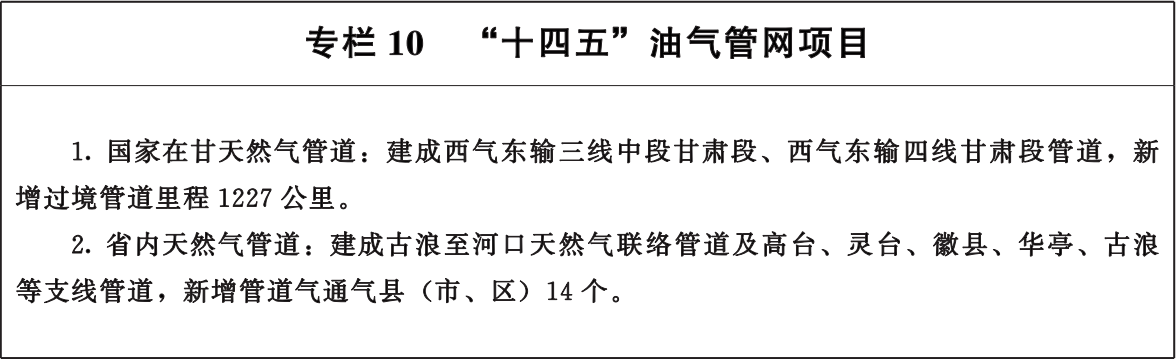 专栏 10 “十四五”油气管网项目
1. 国家在甘天然气管道：建成西气东输三线中段甘肃段、西气东输四线甘肃段管道，新
增过境管道里程 1227 公里。
2. 省内天然气管道：建成古浪至河口天然气联络管道及高台、灵台、徽县、华亭、古浪
等支线管道，新增管道气通气县（市、区）14 个。